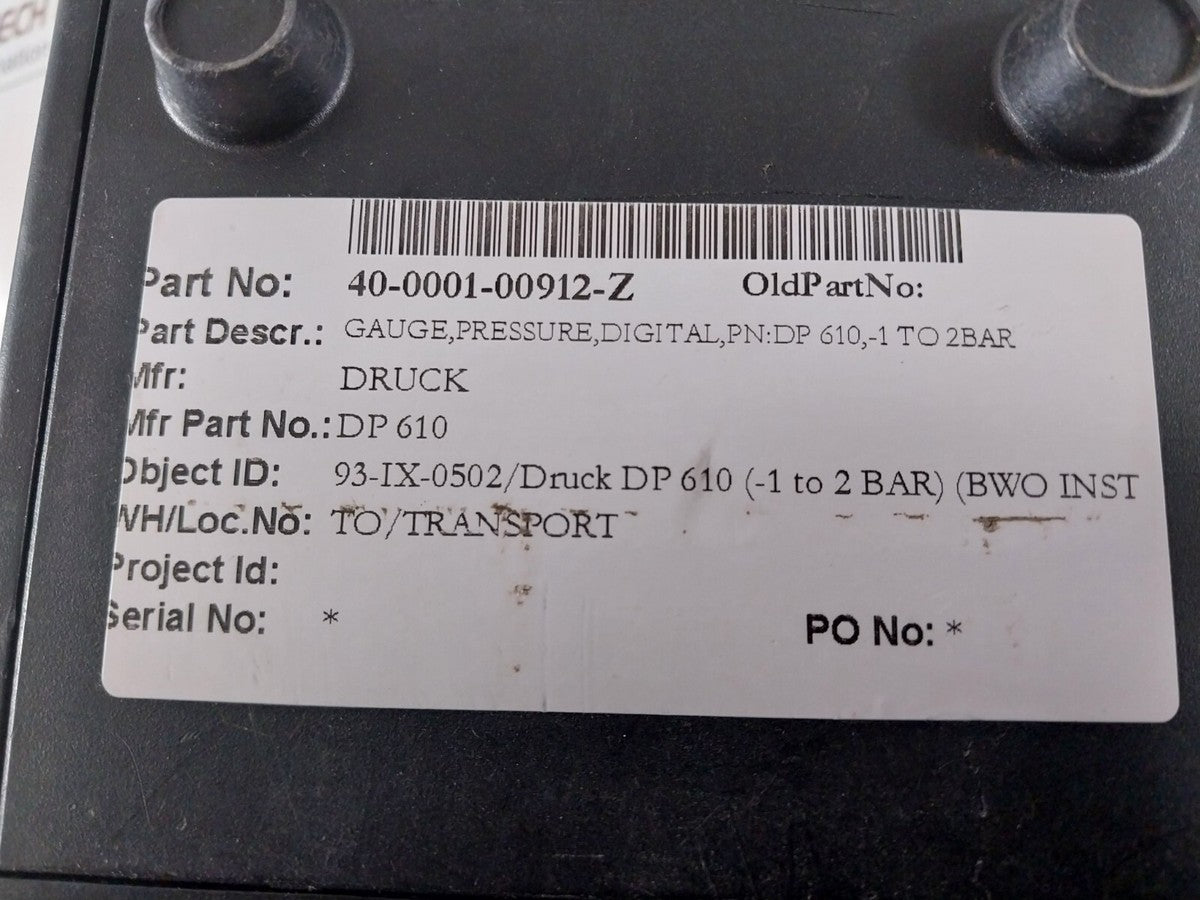 ECH
Part No: 40-0001-00912-Z OldPartNo:
Part Descr.: GAUGE,PRESSURE,DIGITAL,PN:DP 610,-1 TO 2BAR
Mfr: DRUCK
Mfr Part No.: DP 610
Object ID: 93-IX-0502/Druck DP 610 (-1 to 2 BAR) (BWO INST
WH/Loc.No: TO/TRANSPORT
Project Id:
Serial No: * PO No: *